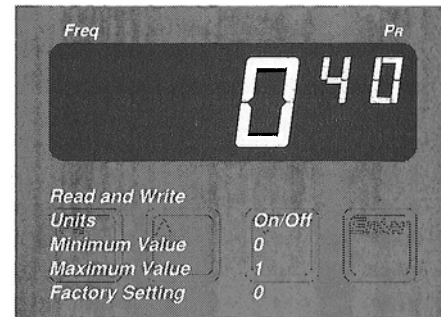 Freq PR
0 40
Read and Write
Units On/Off
Minimum Value 0
Maximum Value 1
Factory Setting 0
Enter